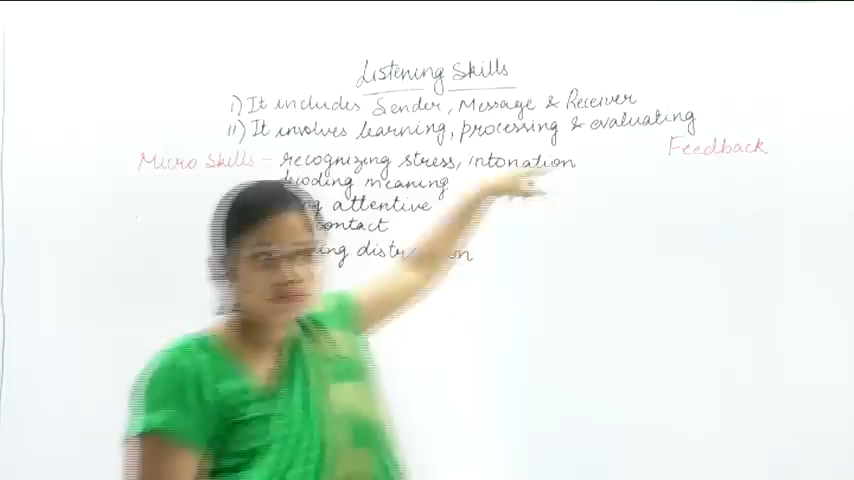 Listening Skills
i) It includes Sender, Message & Receiver
ii) It involves learning, processing & evaluating
Feedback
Micro Skills - recognizing stress, intonation
meaning
attentive
contact